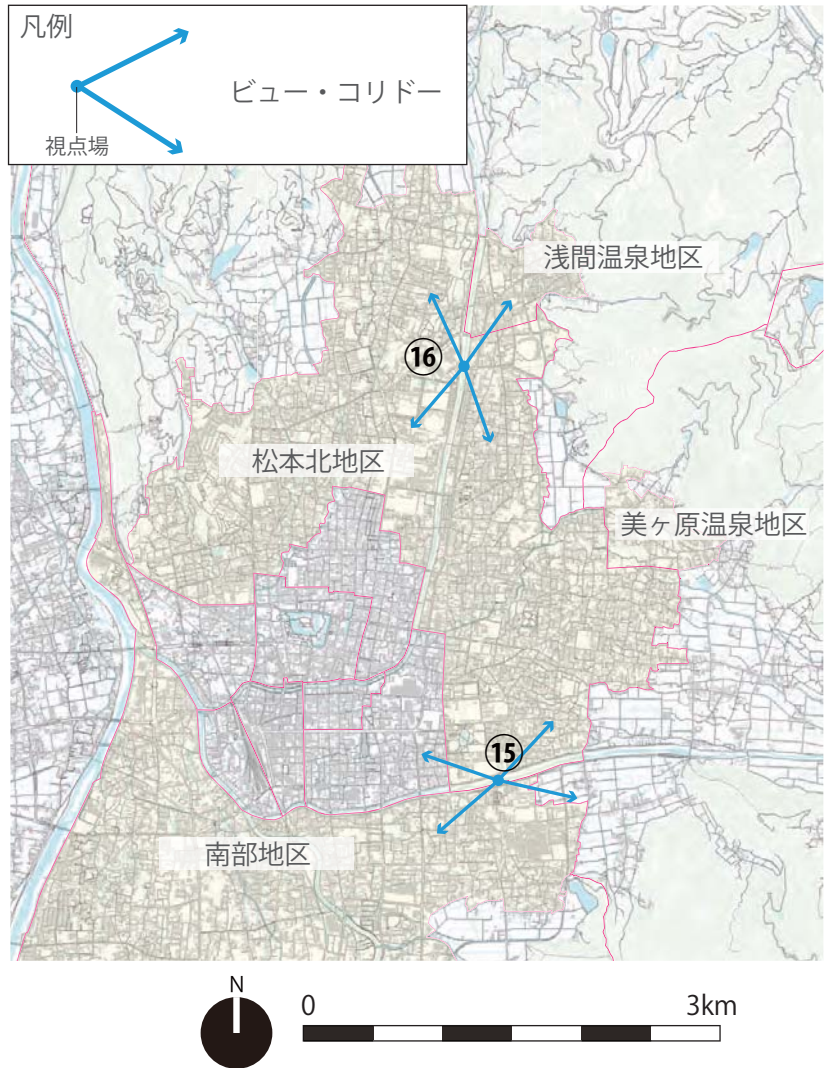 凡例
ビュー・コリドー
視点場
浅間温泉地区
⑯
松本北地区
美ヶ原温泉地区
⑮
南部地区
N
0
3km